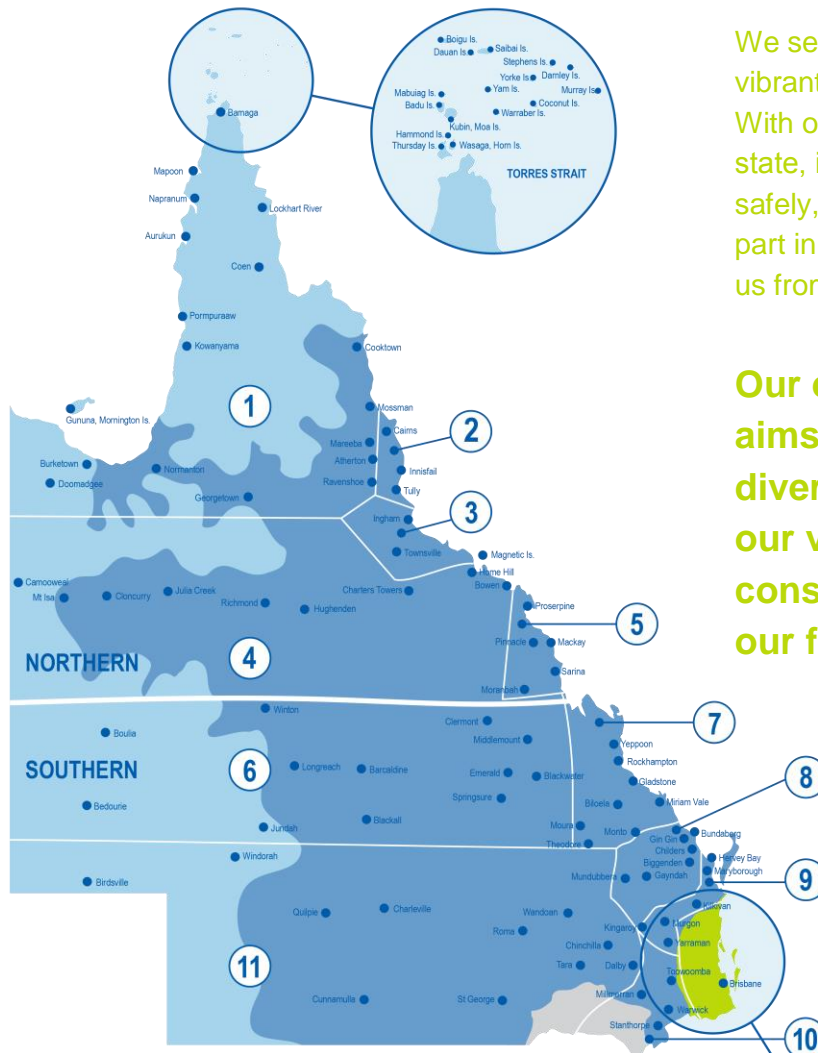 Boigu Is.
Dauan Is.
Saibai Is.
Stephens Is.
Darnley Is.
Yorke Is.
Murray Is.
Mabuiag Is.
Yam Is.
Badu Is.
Coconut Is.
Warraber Is.
Kubin, Moa Is.
Hammond Is.
Thursday Is.
Wasaga, Horn Is.
TORRES STRAIT
Bamaga
Mapoon
Napranum
Lockhart River
Aurukun
Coen
Pormpuraaw
Kowanyama
Cooktown
1
Mossman
Gununa, Mornington Is.
Cairns
2
Mareeba
Atherton
Burketown
Normanton
Innisfail
Doomadgee
Ravenshoe
Tully
Georgetown
Ingham
3
Townsville
Magnetic Is.
Home Hill
Camooweal
Mt Isa
Cloncurry
Julia Creek
Richmond
Hughenden
Charters Towers
Bowen
Proserpine
5
Pinnacle
Mackay
NORTHERN
4
Sarina
Moranbah
Winton
Clermont
7
Boulia
Middlemount
Yeppoon
SOUTHERN
6
Longreach
Barcaldine
Emerald
Blackwater
Rockhampton
Gladstone
8
Springsure
Bedourie
Biloela
Miriam Vale
Jundah
Blackall
Moura
Monto
Bundaberg
Gin Gin
Theodore
Childers
Windorah
Biggenden
Hervey Bay
Maryborough
Birdsville
Mundubbera
Gayndah
9
Kilkivan
Quilpie
Charleville
Wandoan
Murgon
Roma
Kingaroy
Chinchilla
Yarraman
11
Tara
Dalby
Toowoomba
Brisbane
Cunnamulla
St George
Millmerran
Warwick
Stanthorpe
10
We se
vibrant
With o
state, i
safely,
part in
us fror
Our
aims
diver
our v
cons
our f